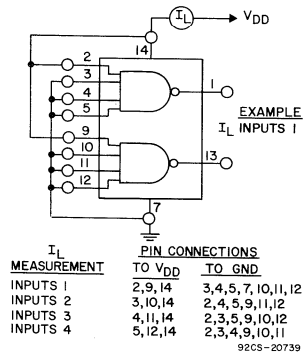 I_L
V_DD
14
2
3
4
5
1
EXAMPLE
I_L INPUTS 1
9
10
11
12
13
7
I_L PIN CONNECTIONS
MEASUREMENT TO V_DD TO GND
INPUTS 1 2,9,14 3,4,5,7,10,11,12
INPUTS 2 3,10,14 2,4,5,9,11,12
INPUTS 3 4,11,14 2,3,5,9,10,12
INPUTS 4 5,12,14 2,3,4,9,10,11
92CS-20739